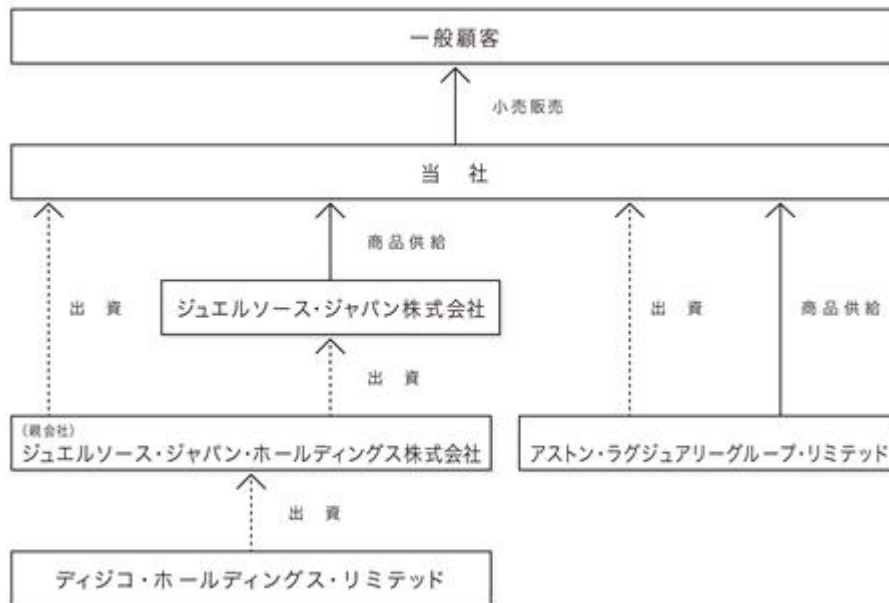 一般顧客
小売販売
当 社
商品供給
出 資
ジュエルソース・ジャパン株式会社
出 資
商品供給
出 資
(親会社)
ジュエルソース・ジャパン・ホールディングス株式会社
アストン・ラグジュアリーグループ・リミテッド
出 資
ディジコ・ホールディングス・リミテッド